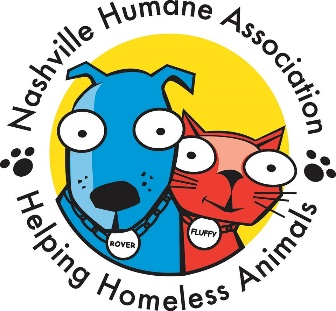 Nashville Humane Association
ROVER
FLUFFY
Helping Homeless Animals